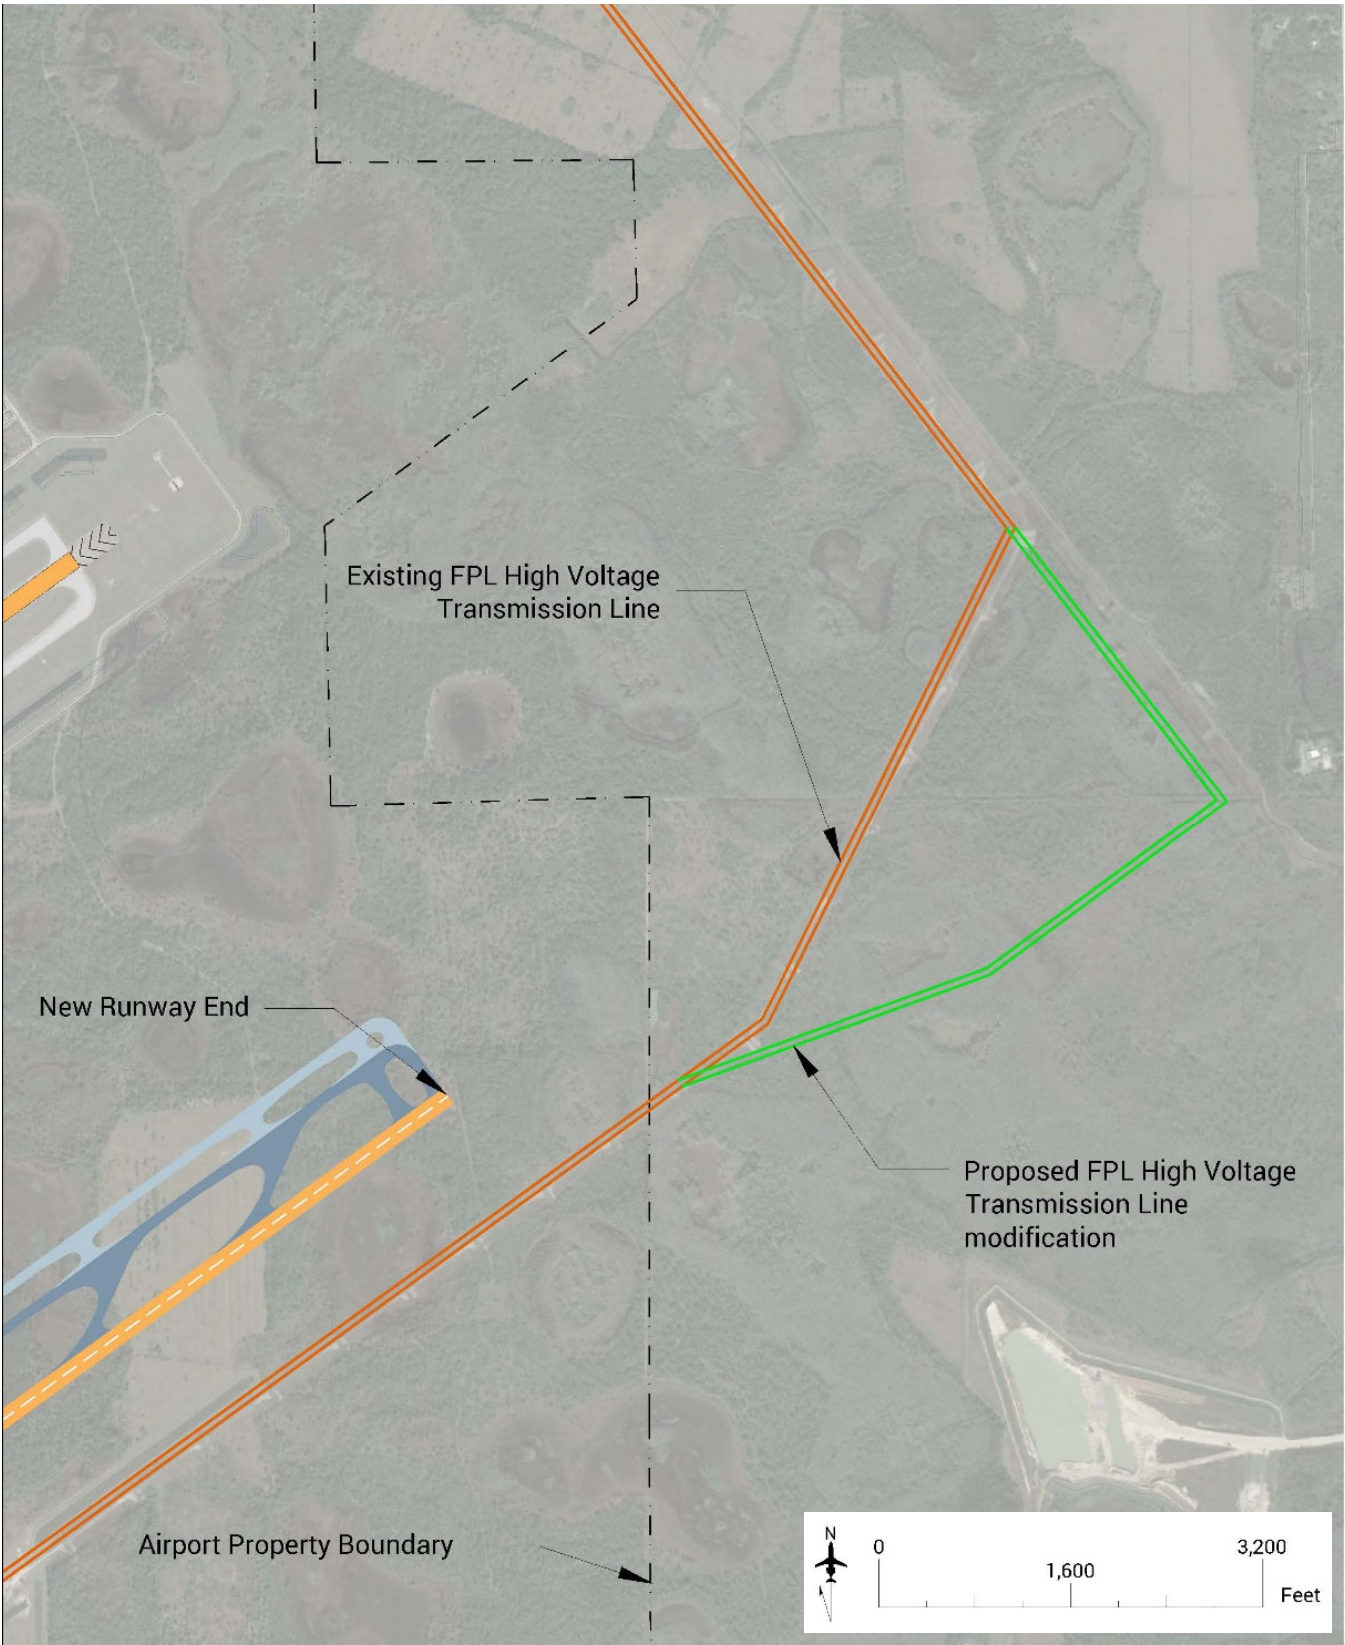 Existing FPL High Voltage
Transmission Line
New Runway End
Proposed FPL High Voltage
Transmission Line
modification
Airport Property Boundary
N
0
3,200
1,600
Feet